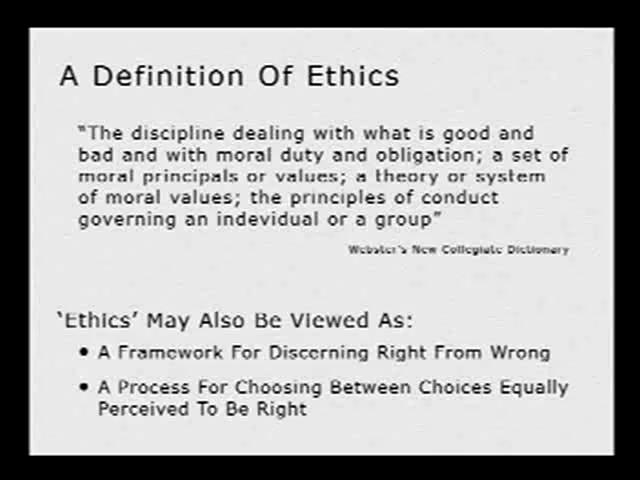 A Definition Of Ethics
“The discipline dealing with what is good and
bad and with moral duty and obligation; a set of
moral principals or values; a theory or system
of moral values; the principles of conduct
governing an indevidual or a group”
Webster's New Collegiate Dictionary
‘Ethics’ May Also Be Viewed As:
• A Framework For Discerning Right From Wrong
• A Process For Choosing Between Choices Equally
Perceived To Be Right